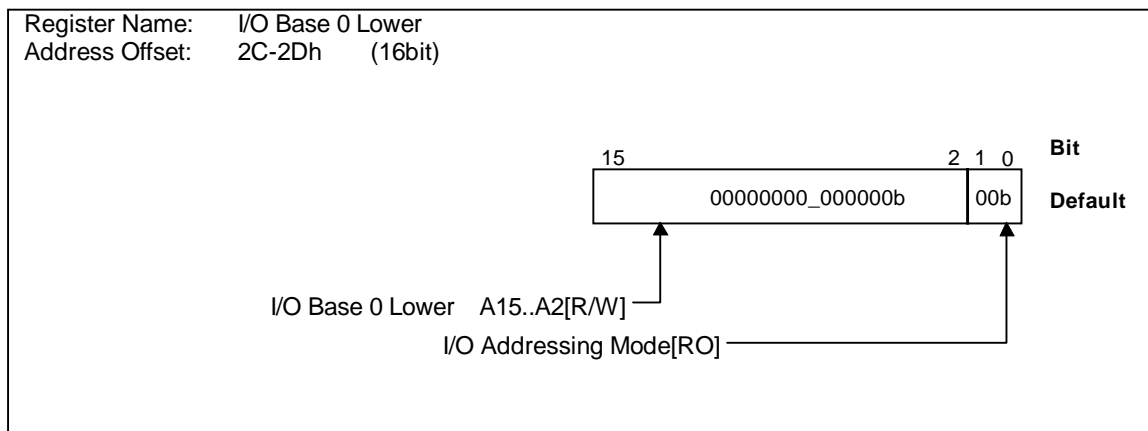 Register Name: I/O Base 0 Lower
Address Offset: 2C-2Dh (16bit)
15 2 1 0 Bit
00000000_000000b 00b Default
I/O Base 0 Lower A15..A2[R/W]
I/O Addressing Mode[RO]